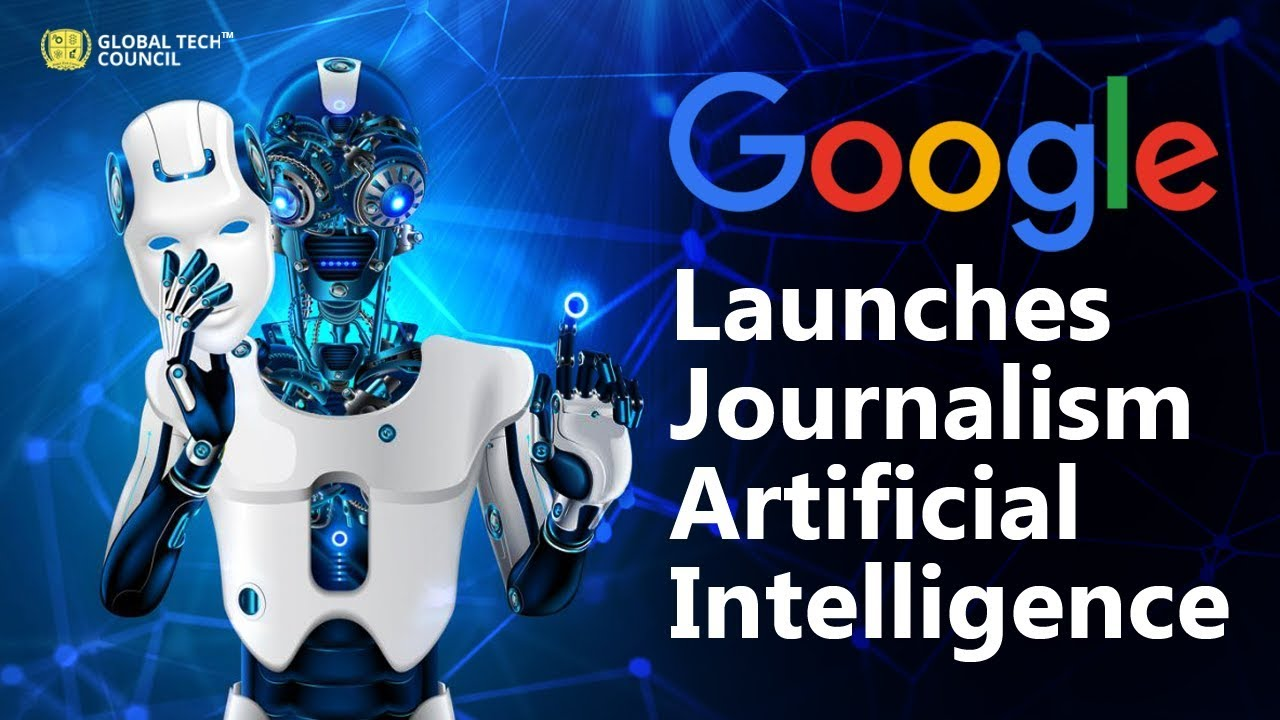 GLOBAL TECH™
COUNCIL
Google
Launches
Journalism
Artificial
Intelligence